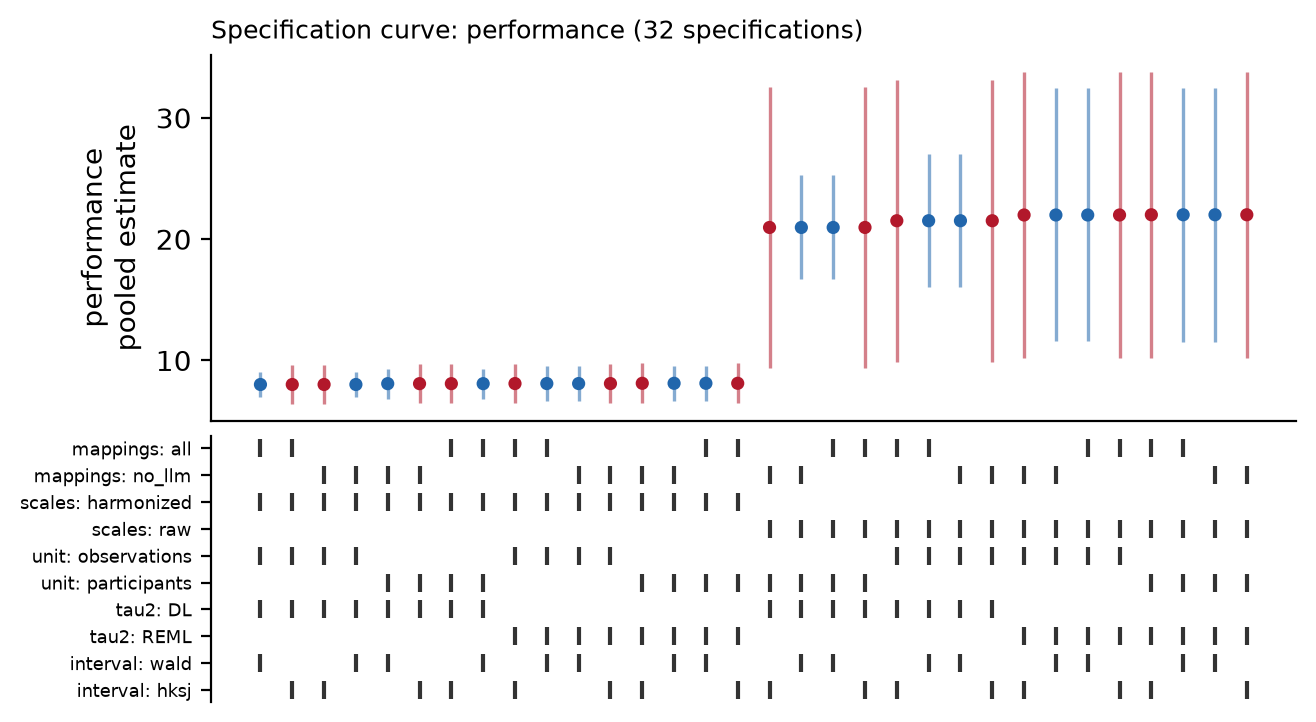 Specification curve: performance (32 specifications)
performance
pooled estimate
30
20
10
mappings: all
mappings: no_llm
scales: harmonized
scales: raw
unit: observations
unit: participants
tau2: DL
tau2: REML
interval: wald
interval: hksj